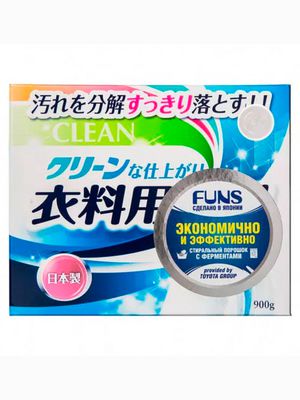 汚れを分解すっきり落とす!!
CLEAN
クリーンな仕上がり
衣料用
日本製
FUNS
СДЕЛАНО В ЯПОНИИ
ЭКОНОМИЧНО
И ЭФФЕКТИВНО
СТИРАЛЬНЫЙ ПОРОШОК
С ФЕРМЕНТАМИ
provided by
TOYOTA GROUP
900g